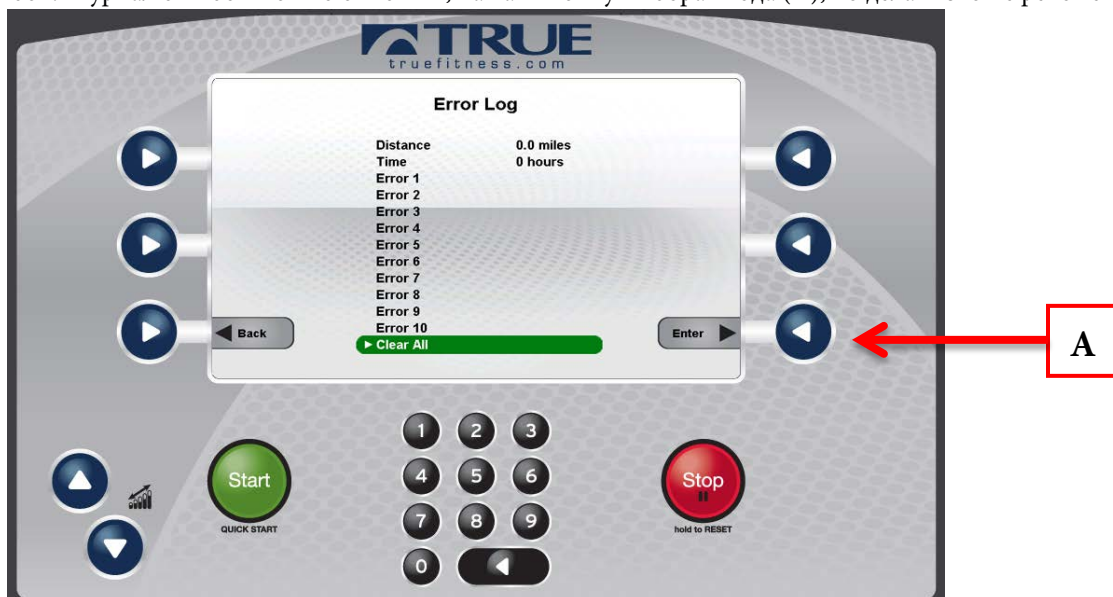 TRUE
truefitness.com
Error Log
Distance 0.0 miles
Time 0 hours
Error 1
Error 2
Error 3
Error 4
Error 5
Error 6
Error 7
Error 8
Error 9
Error 10
Back
Clear All
Enter
A
1 2 3
Start
4 5 6
Stop
QUICK START
7 8 9
hold to RESET
0